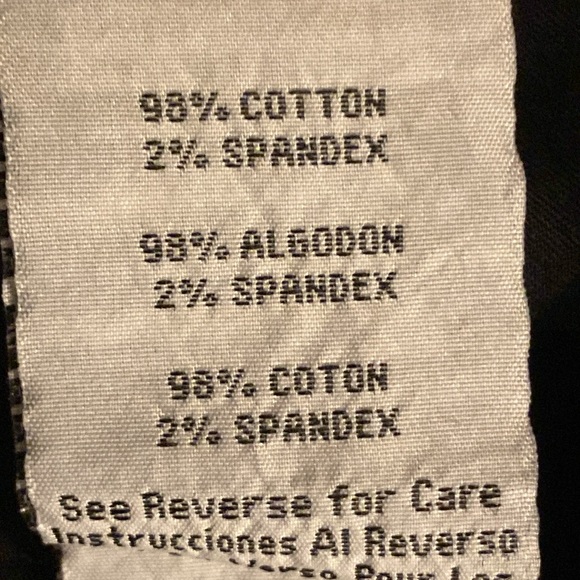 98% COTTON
2% SPANDEX
98% ALGODON
2% SPANDEX
98% COTON
2% SPANDEX
See Reverse for Care
Instrucciones Al Reverso
Pour